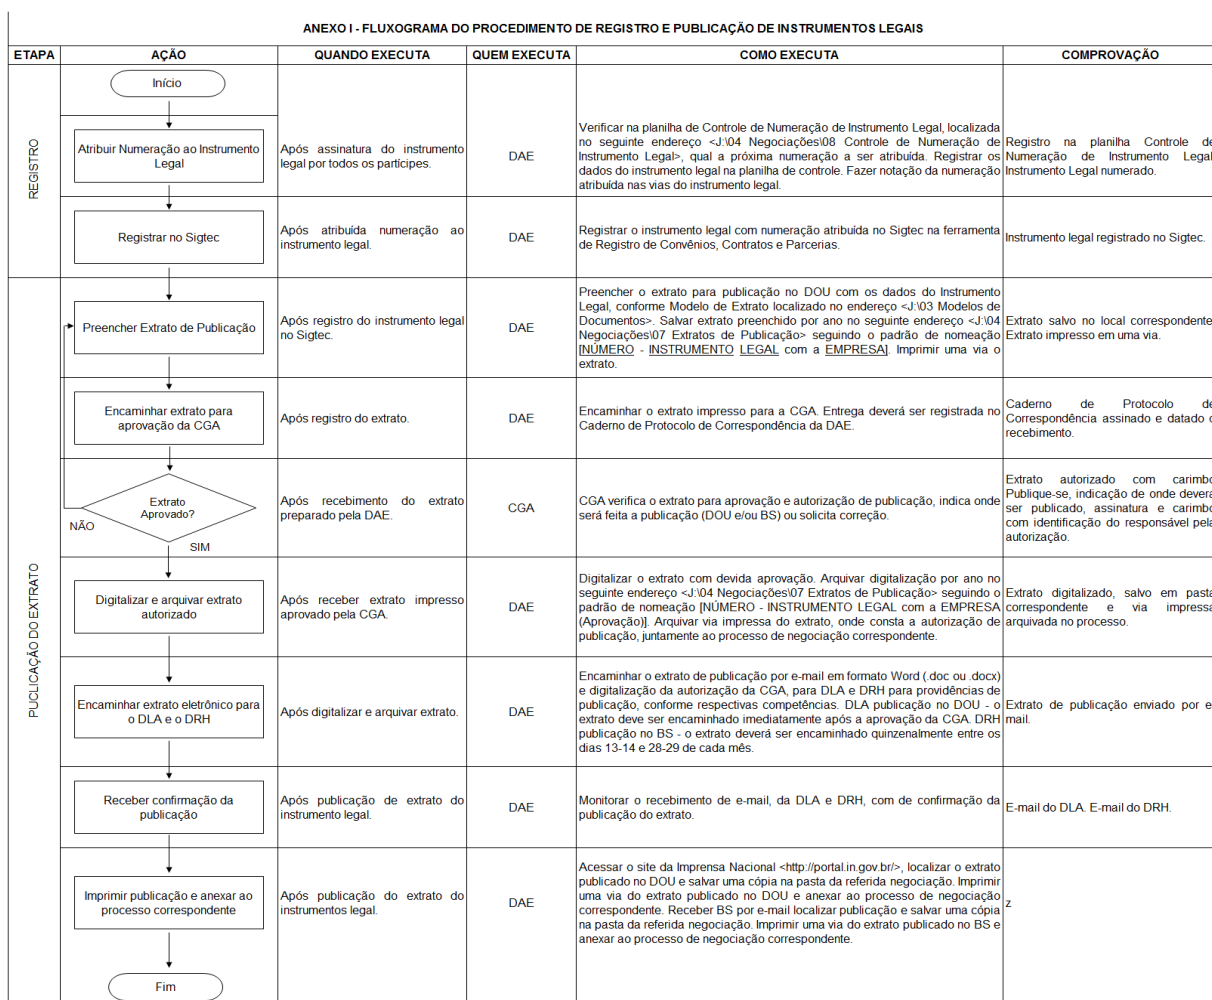 ANEXO I - FLUXOGRAMA DO PROCEDIMENTO DE REGISTRO E PUBLICAÇÃO DE INSTRUMENTOS LEGAIS
ETAPA
AÇÃO
QUANDO EXECUTA
QUEM EXECUTA
COMO EXECUTA
COMPROVAÇÃO
REGISTRO
Início
Atribuir Numeração ao Instrumento
Legal
Após assinatura do instrumento
legal por todos os partícipes.
DAE
Verificar na planilha de Controle de Numeração de Instrumento Legal, localizada
no seguinte endereço <J:\04 Negociações\08 Controle de Numeração de
Instrumento Legal>, qual a próxima numeração a ser atribuída. Registrar os
dados do instrumento legal na planilha de controle. Fazer notação da numeração
atribuída nas vias do instrumento legal.
Registro na planilha Controle de
Numeração de Instrumento Legal
Instrumento Legal numerado.
Registrar no Sigtec
Após atribuída numeração ao
instrumento legal.
DAE
Registrar o instrumento legal com numeração atribuída no Sigtec na ferramenta
de Registro de Convênios, Contratos e Parcerias.
Instrumento legal registrado no Sigtec.
PUCLICAÇÃO DO EXTRATO
Preencher Extrato de Publicação
Após registro do instrumento legal
no Sigtec.
DAE
Preencher o extrato para publicação no DOU com os dados do Instrumento
Legal, conforme Modelo de Extrato localizado no endereço <J:\03 Modelos de
Documentos>. Salvar extrato preenchido por ano no seguinte endereço <J:\04
Negociações\07 Extratos de Publicação> seguindo o padrão de nomeação
[NÚMERO - INSTRUMENTO LEGAL com a EMPRESA]. Imprimir uma via o
extrato.
Extrato salvo no local correspondente
Extrato impresso em uma via.
Encaminhar extrato para
aprovação da CGA
Após registro do extrato.
DAE
Encaminhar o extrato impresso para a CGA. Entrega deverá ser registrada no
Caderno de Protocolo de Correspondência da DAE.
Caderno de Protocolo de
Correspondência assinado e datado o
recebimento.
Extrato
Aprovado?
NÃO
SIM
Após recebimento do extrato
preparado pela DAE.
CGA
CGA verifica o extrato para aprovação e autorização de publicação, indica onde
será feita a publicação (DOU e/ou BS) ou solicita correção.
Extrato autorizado com carimbo
Publique-se, indicação de onde devera
ser publicado, assinatura e carimbo
com identificação do responsável pela
autorização.
Digitalizar e arquivar extrato
autorizado
Após receber extrato impresso
aprovado pela CGA.
DAE
Digitalizar o extrato com devida aprovação. Arquivar digitalização por ano no
seguinte endereço <J:\04 Negociações\07 Extratos de Publicação> seguindo o
padrão de nomeação [NÚMERO - INSTRUMENTO LEGAL com a EMPRESA
(Aprovação)]. Arquivar via impressa do extrato, onde consta a autorização de
publicação, juntamente ao processo de negociação correspondente.
Extrato digitalizado, salvo em pasta
correspondente e via impressa
arquivada no processo.
Encaminhar extrato eletrônico para
o DLA e o DRH
Após digitalizar e arquivar extrato.
DAE
Encaminhar o extrato de publicação por e-mail em formato Word (.doc ou .docx)
e digitalização da autorização da CGA, para DLA e DRH para providências de
publicação, conforme respectivas competências. DLA publicação no DOU - o
extrato deve ser encaminhado imediatamente após a aprovação da CGA. DRH
publicação no BS - o extrato deverá ser encaminhado quinzenalmente entre os
dias 13-14 e 28-29 de cada mês.
Extrato de publicação enviado por e-
mail.
Receber confirmação da
publicação
Após publicação de extrato do
instrumento legal.
DAE
Monitorar o recebimento de e-mail, da DLA e DRH, com de confirmação da
publicação do extrato.
E-mail do DLA. E-mail do DRH.
Imprimir publicação e anexar ao
processo correspondente
Após publicação do extrato do
instrumentos legal.
DAE
Acessar o site da Imprensa Nacional <http://portal.in.gov.br/>, localizar o extrato
publicado no DOU e salvar uma cópia na pasta da referida negociação. Imprimir
uma via do extrato publicado no DOU e anexar ao processo de negociação
correspondente. Receber BS por e-mail localizar publicação e salvar uma cópia
na pasta da referida negociação. Imprimir uma via do extrato publicado no BS e
anexar ao processo de negociação correspondente.
z
Fim